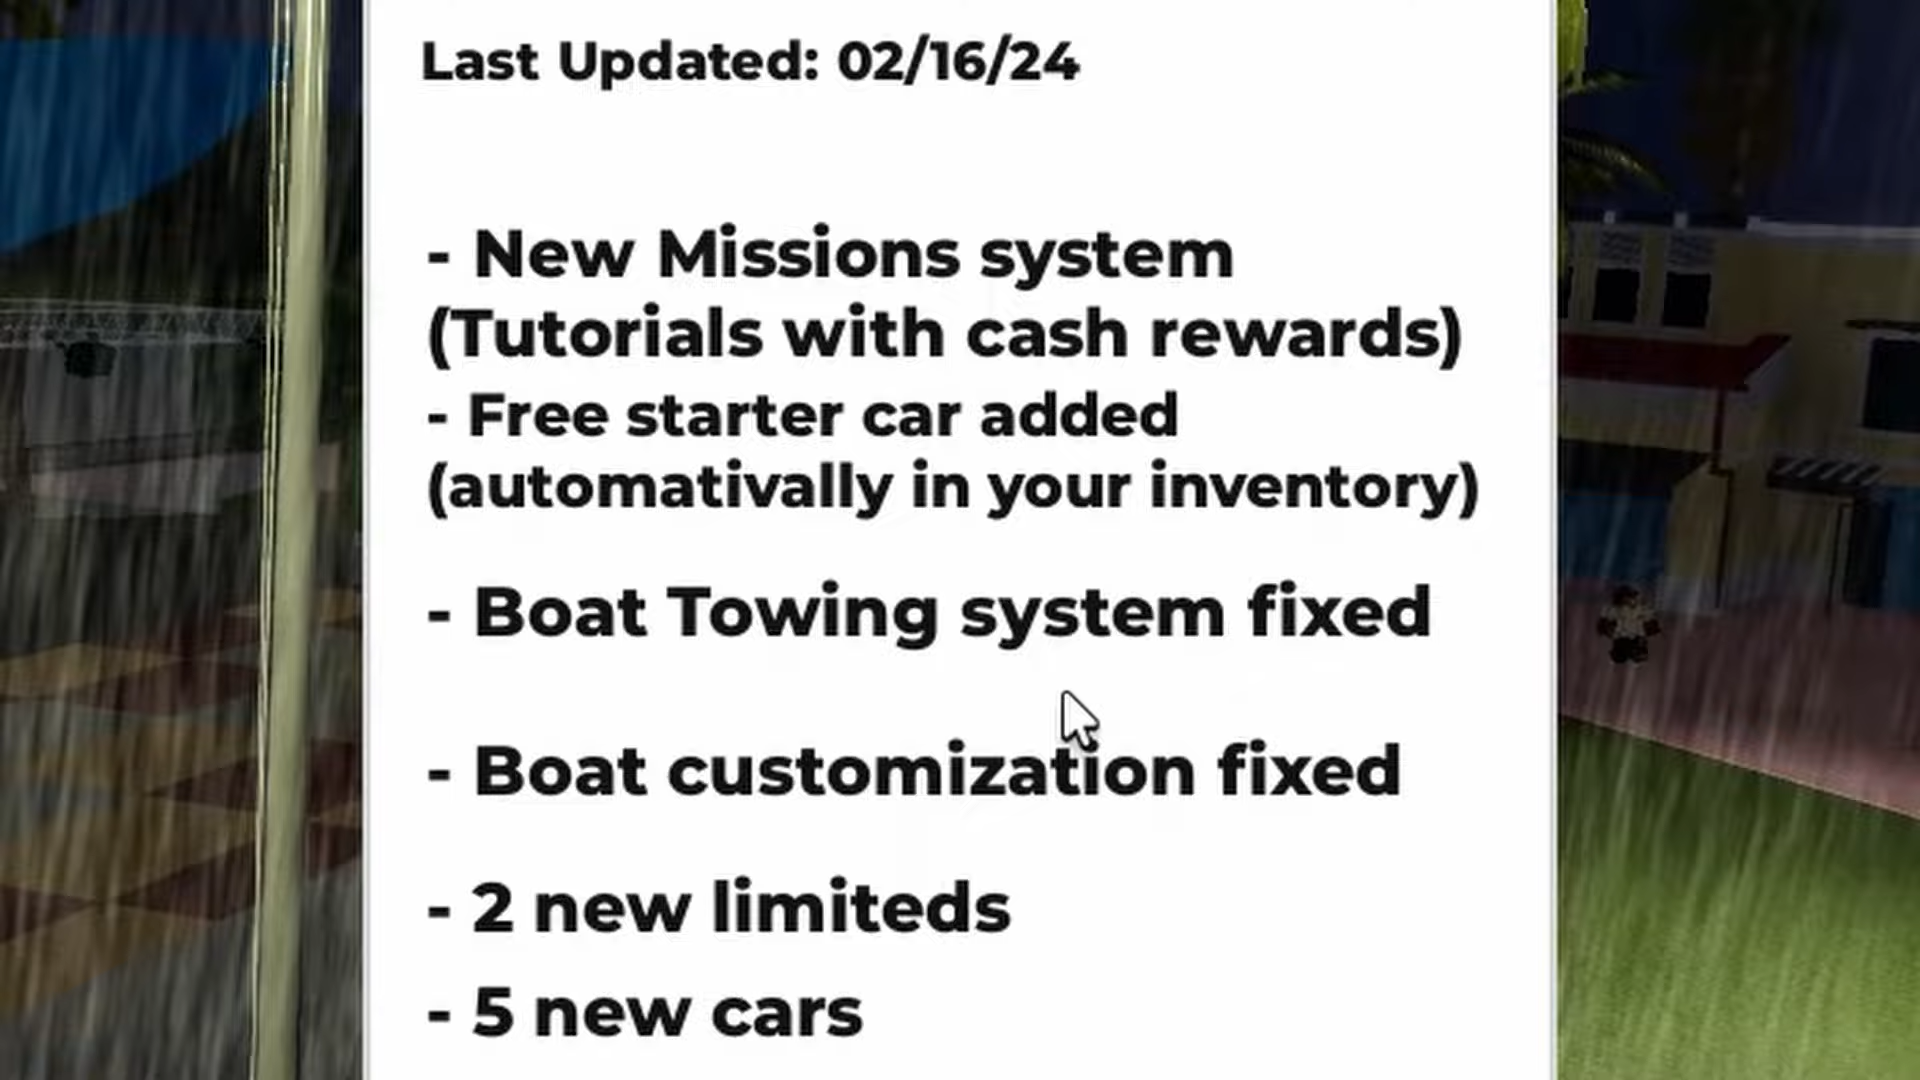 Last Updated: 02/16/24
- New Missions system
(Tutorials with cash rewards)
- Free starter car added
(automativally in your inventory)
- Boat Towing system fixed
- Boat customization fixed
- 2 new limiteds
- 5 new cars